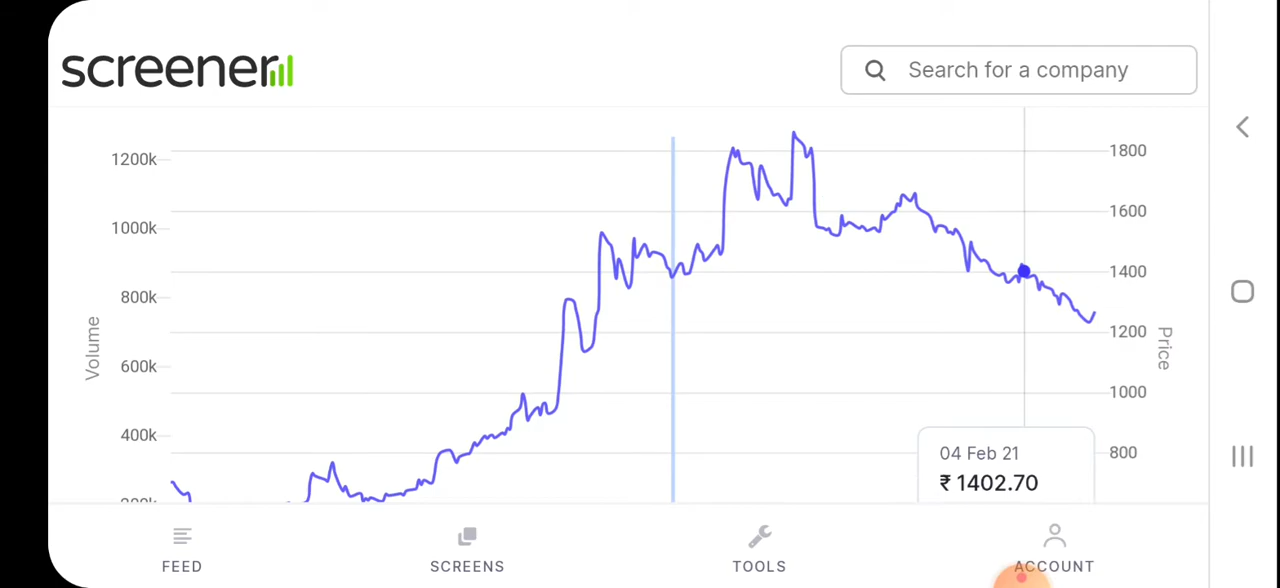 screener
Search for a company
1200k
1000k
800k
600k
400k
Volume
1800
1600
1400
1200
1000
800
Price
04 Feb 21
₹ 1402.70
FEED
SCREENS
TOOLS
ACCOUNT